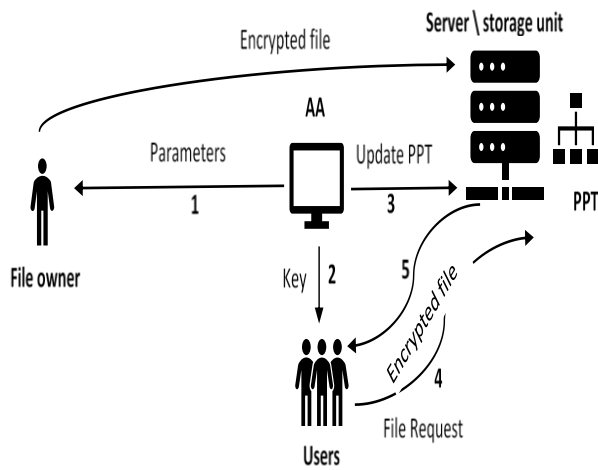 Server \ storage unit
Encrypted file
AA
Parameters
Update PPT
1
3
PPT
File owner
Key
2
5
Encrypted file
4
File Request
Users